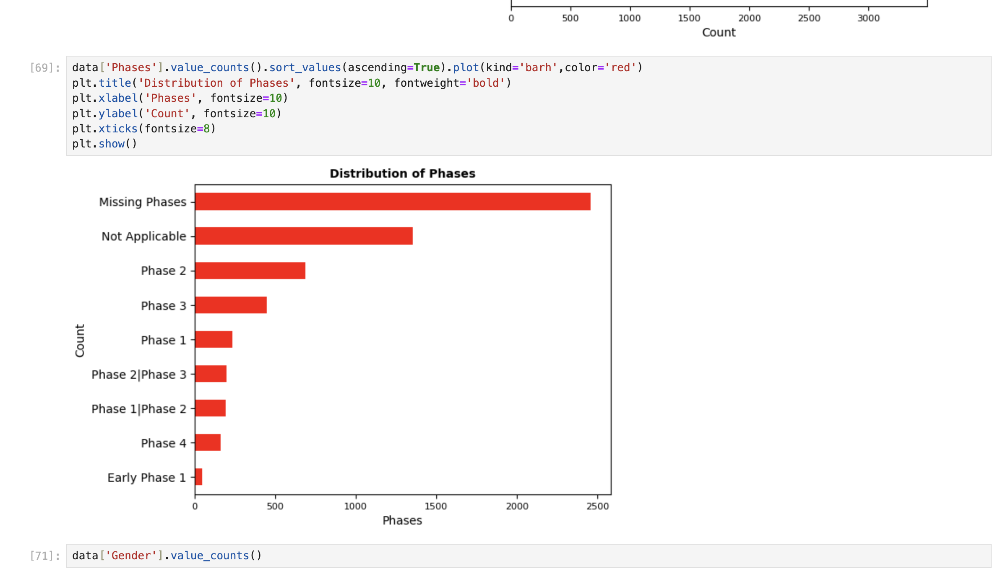 0 500 1000 1500 2000 2500 3000
Count
[69]: data['Phases'].value_counts().sort_values(ascending=True).plot(kind='barh',color='red')
plt.title('Distribution of Phases', fontsize=10, fontweight='bold')
plt.xlabel('Phases', fontsize=10)
plt.ylabel('Count', fontsize=10)
plt.xticks(fontsize=8)
plt.show()
Distribution of Phases
Missing Phases
Not Applicable
Phase 2
Phase 3
Phase 1
Count
Phase 2|Phase 3
Phase 1|Phase 2
Phase 4
Early Phase 1
0 500 1000 1500 2000 2500
Phases
[71]: data['Gender'].value_counts()